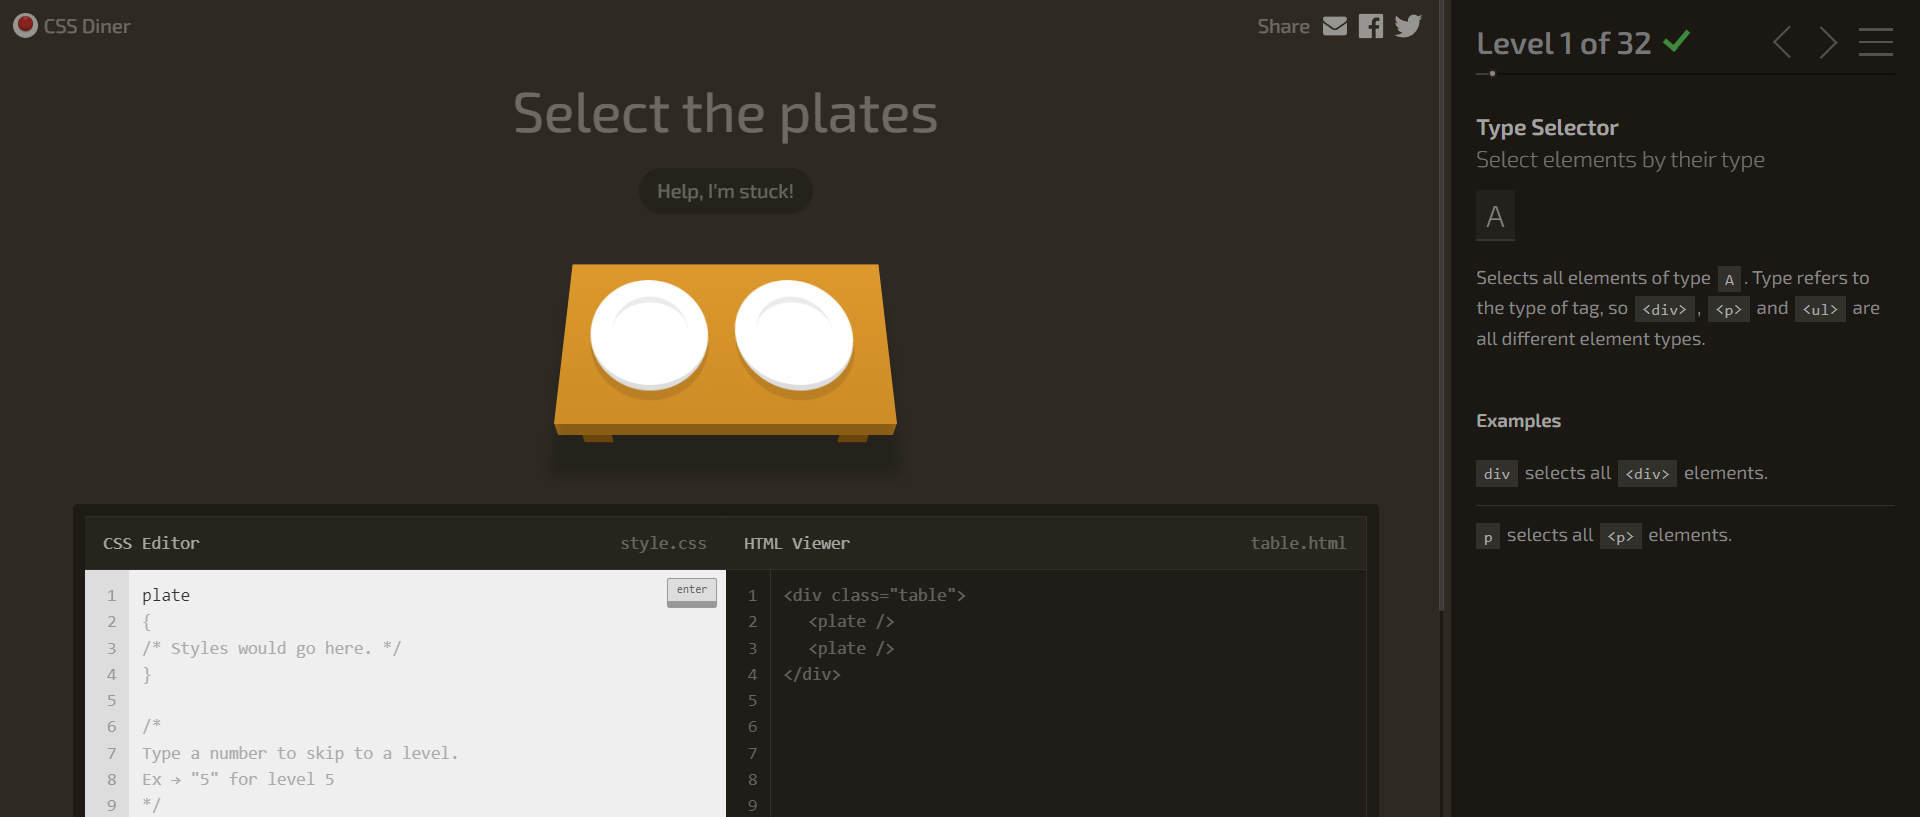 CSS Diner
Share
Select the plates
Help, I'm stuck!
CSS Editor
style.css
1 plate
enter
2 {
3 /* Styles would go here. */
4 }
5
6 /*
7 Type a number to skip to a level.
8 Ex → "5" for level 5
9 */
HTML Viewer
table.html
1 <div class="table">
2 <plate />
3 <plate />
4 </div>
5
6
7
8
9
Level 1 of 32
Type Selector
Select elements by their type
A
Selects all elements of type A. Type refers to
the type of tag, so <div>, <p> and <ul> are
all different element types.
Examples
div selects all <div> elements.
p selects all <p> elements.